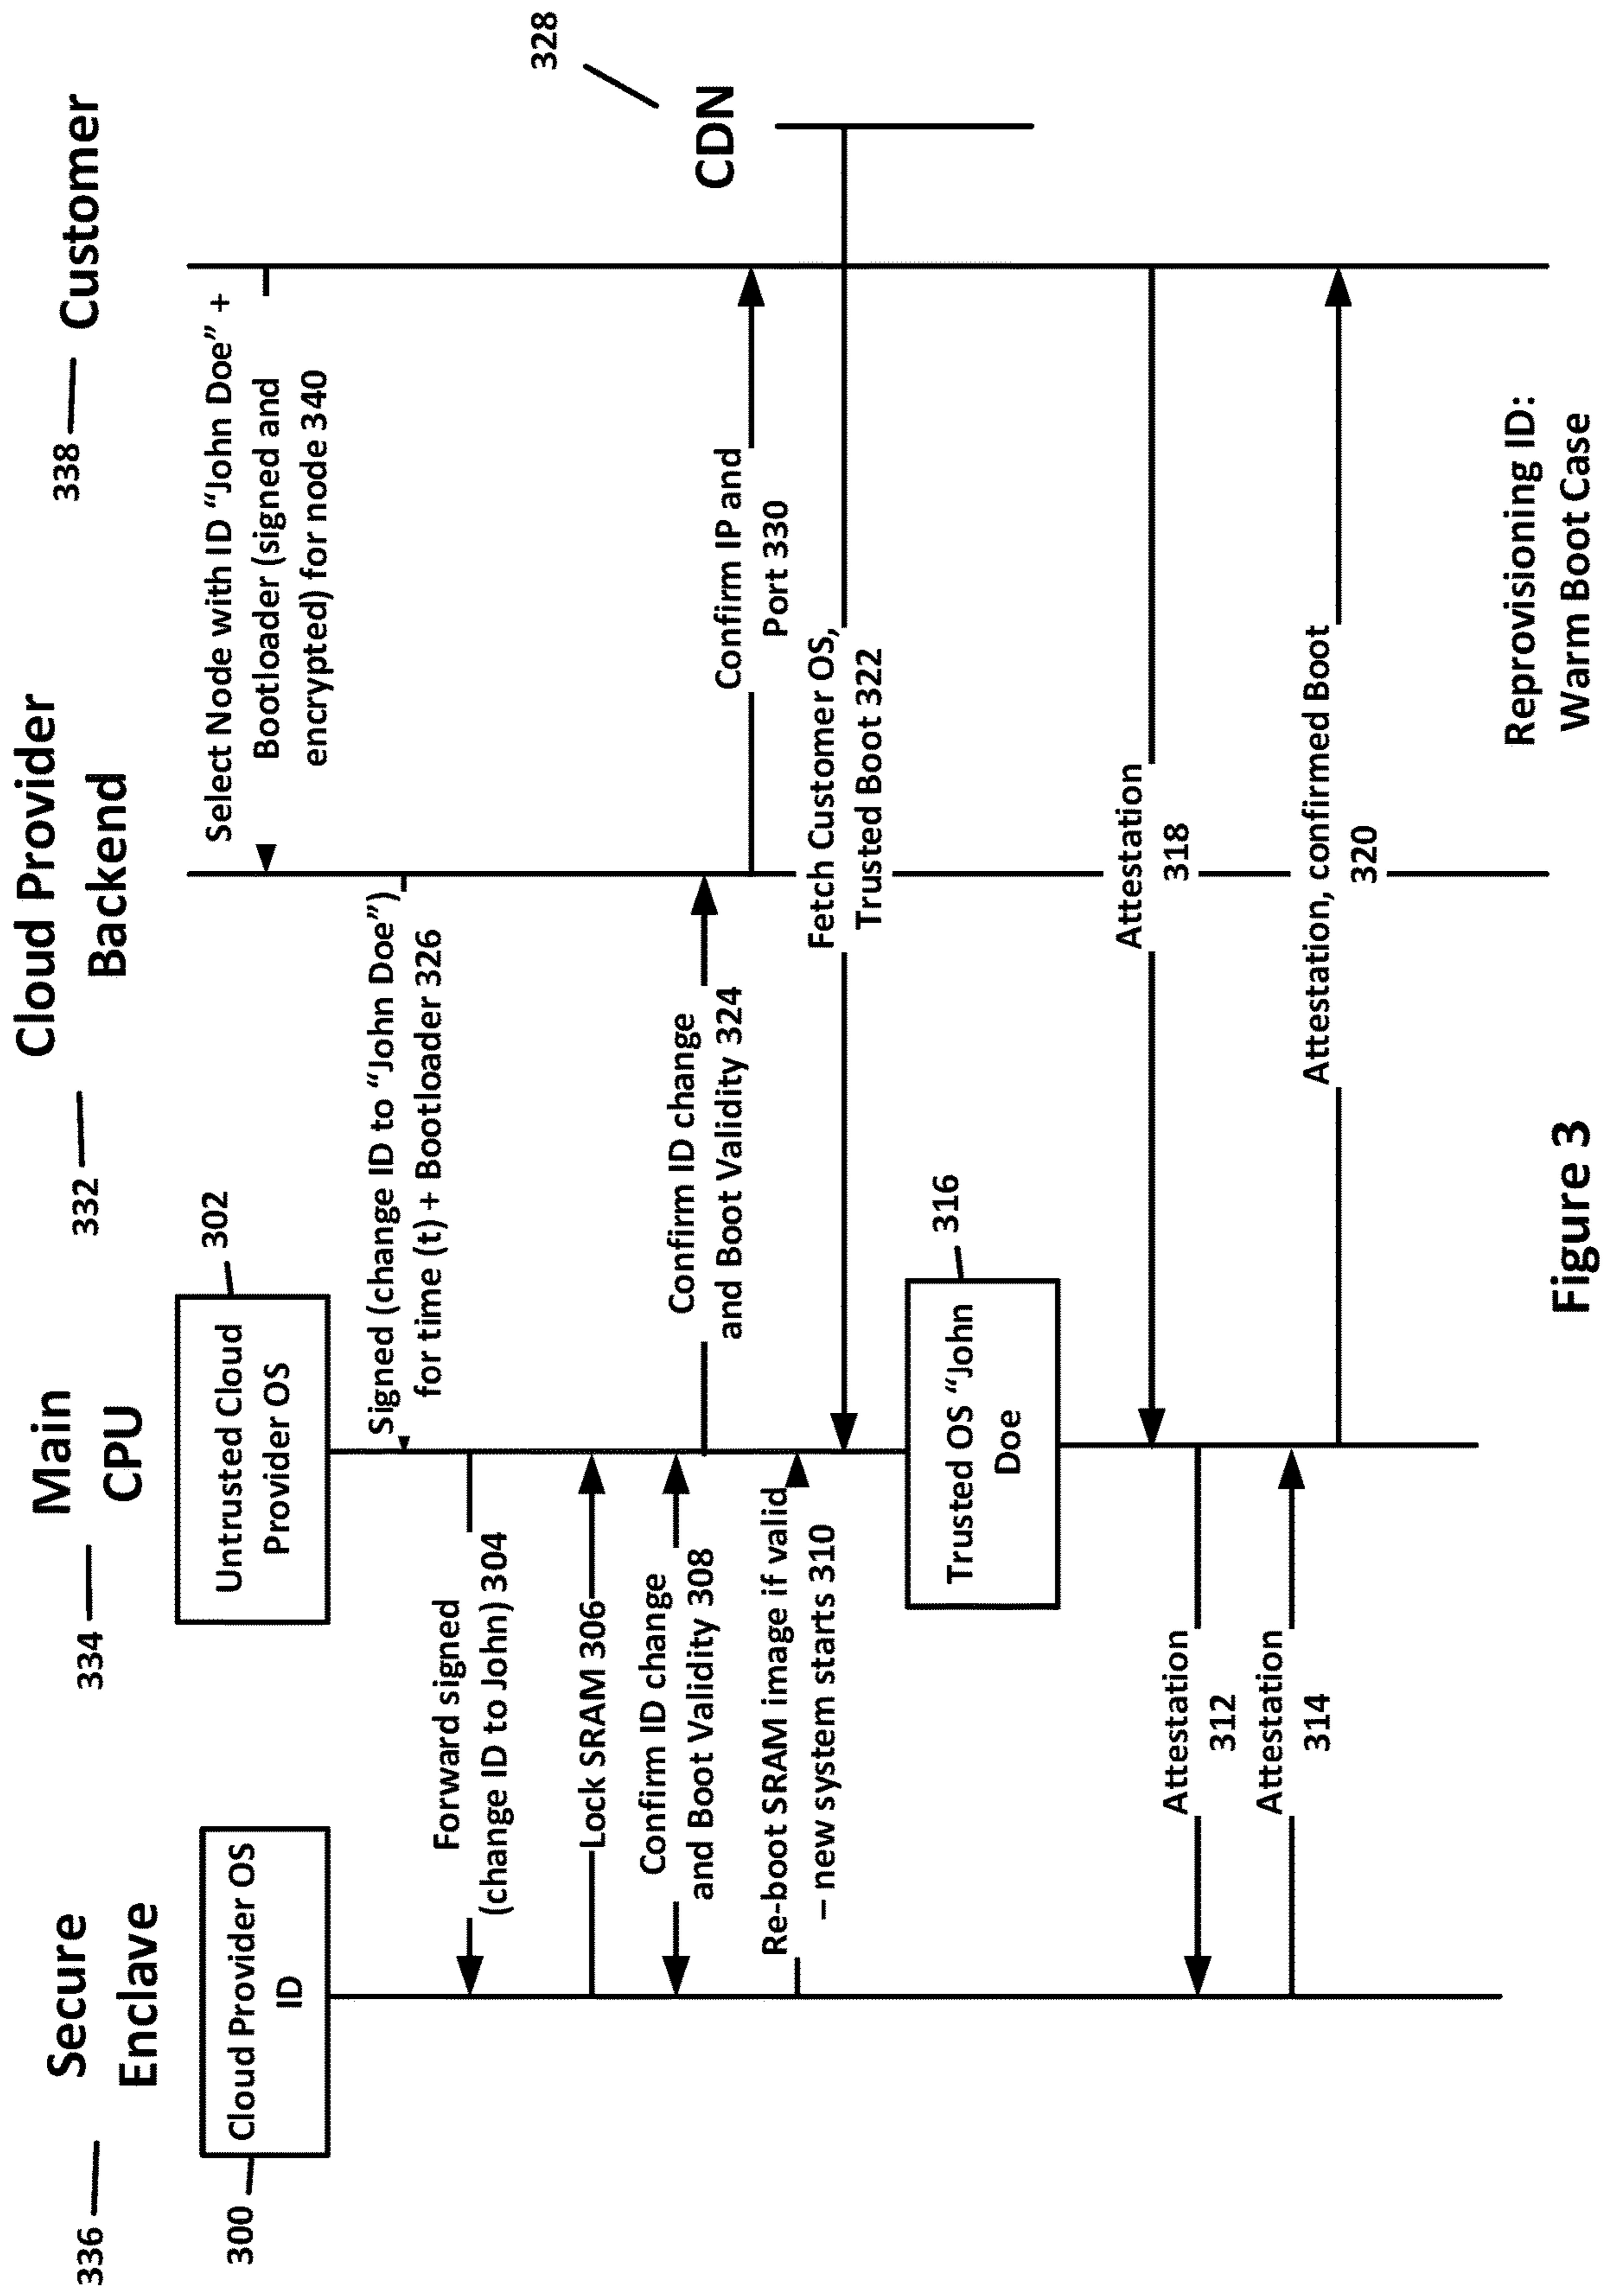 336
Secure
Enclave
334
Main
CPU
332
Cloud Provider
Backend
338
Customer
300
Cloud Provider OS
ID
302
Untrusted Cloud
Provider OS
Select Node with ID “John Doe” +
Bootloader (signed and
encrypted) for node 340
Signed (change ID to “John Doe”)
for time (t) + Bootloader 326
Forward signed
(change ID to John) 304
Lock SRAM 306
Confirm ID change
and Boot Validity 308
Confirm ID change
and Boot Validity 324
Confirm IP and
Port 330
CDN
328
Re-boot SRAM image if valid
– new system starts 310
Fetch Customer OS,
Trusted Boot 322
316
Trusted OS “John
Doe
Attestation
318
Attestation
312
Attestation
314
Attestation, confirmed Boot
320
Reprovisioning ID:
Warm Boot Case
Figure 3